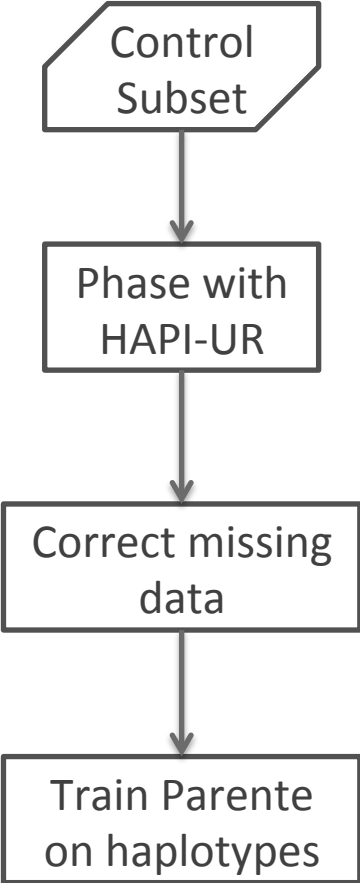 Control
Subset
Phase with
HAPI-UR
Correct missing
data
Train Parente
on haplotypes